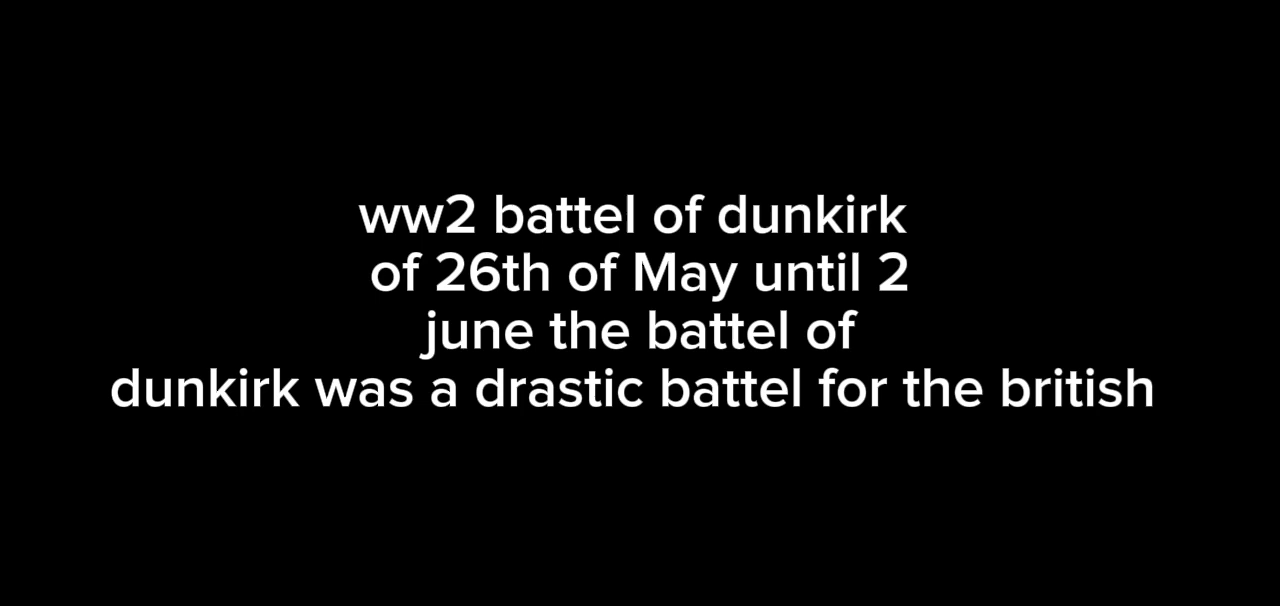 ww2 battel of dunkirk
of 26th of May until 2
june the battel of
dunkirk was a drastic battel for the british